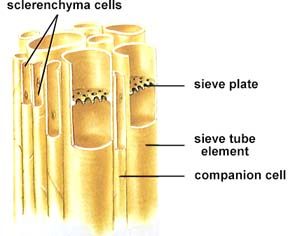 sclerenchyma cells
sieve plate
sieve tube
element
companion cell